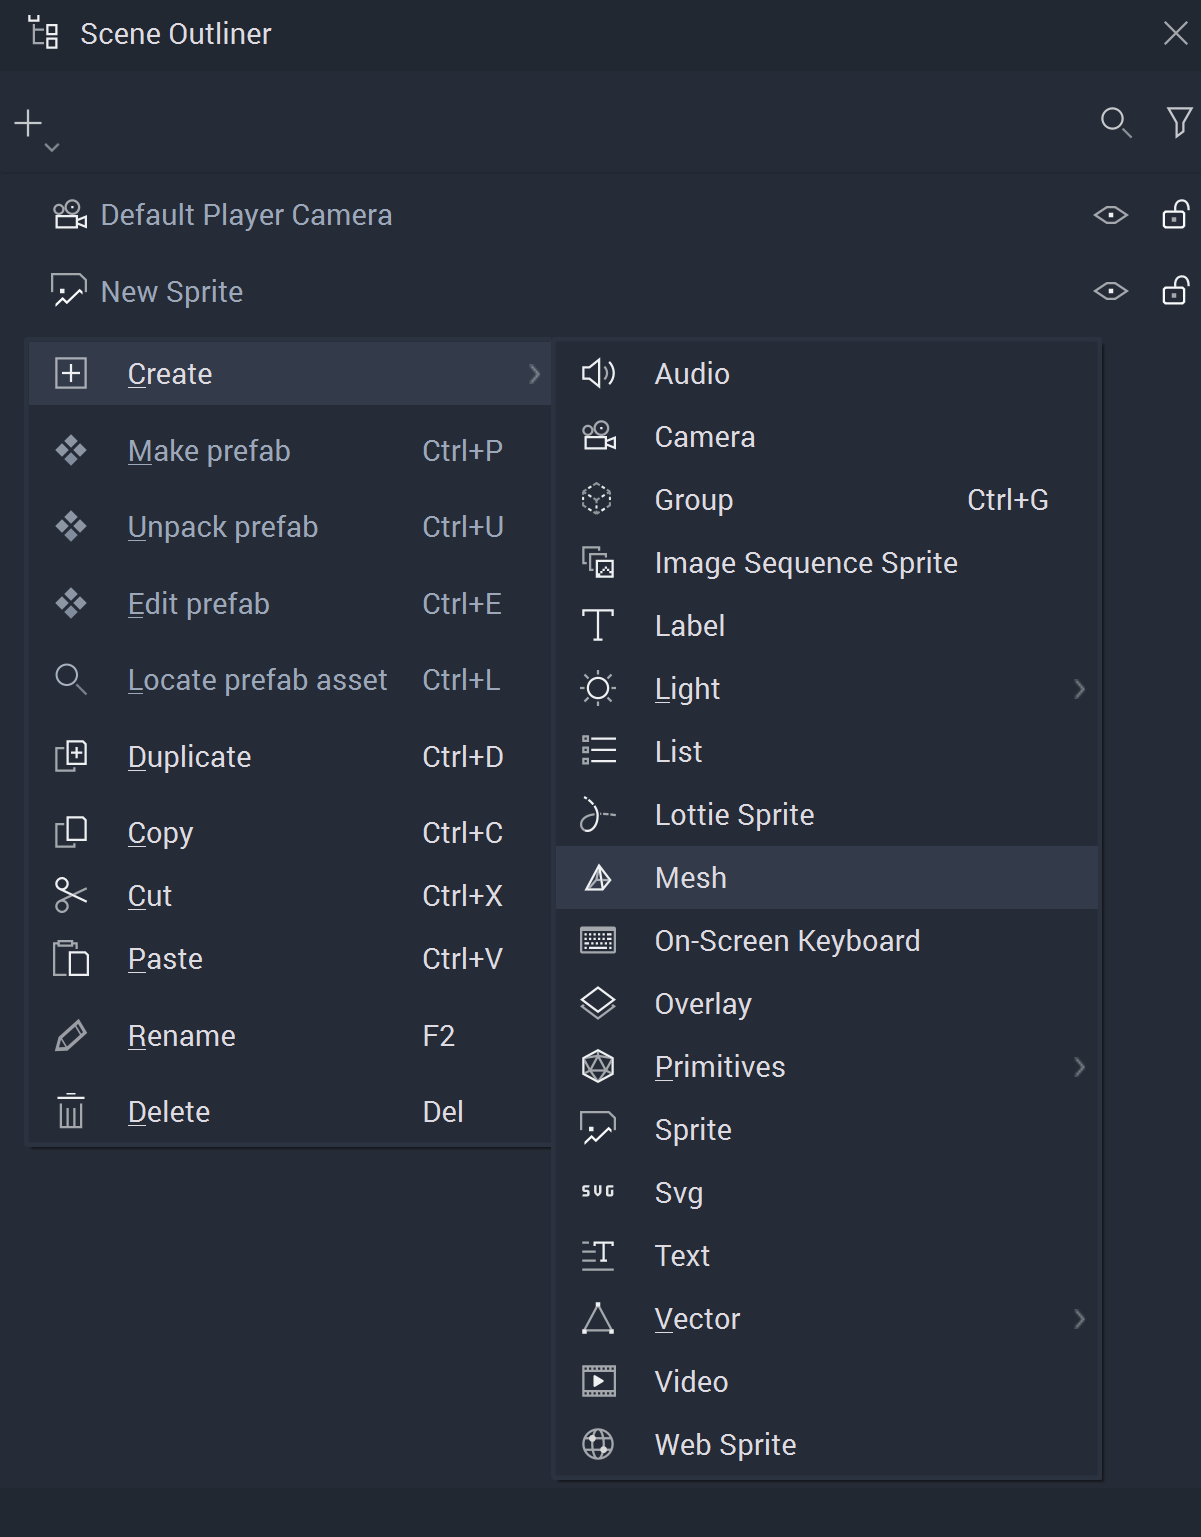 Scene Outliner
Default Player Camera
New Sprite
Create
Make prefab Ctrl+P
Unpack prefab Ctrl+U
Edit prefab Ctrl+E
Locate prefab asset Ctrl+L
Duplicate Ctrl+D
Copy Ctrl+C
Cut Ctrl+X
Paste Ctrl+V
Rename F2
Delete Del
Audio
Camera
Group Ctrl+G
Image Sequence Sprite
Label
Light
List
Lottie Sprite
Mesh
On-Screen Keyboard
Overlay
Primitives
Sprite
SVG Svg
Text
Vector
Video
Web Sprite